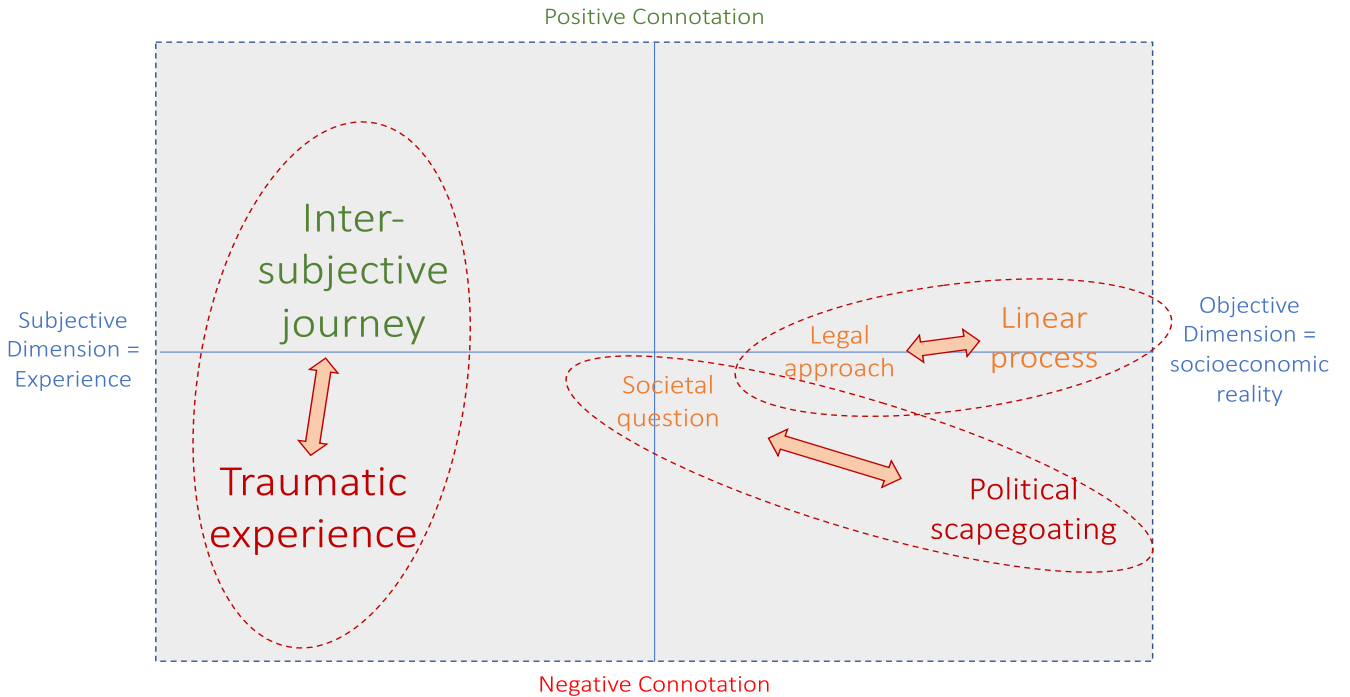 Positive Connotation
Inter-
subjective
journey
Subjective
Dimension =
Experience
Objective
Dimension =
socioeconomic
reality
Linear
process
Legal
approach
Societal
question
Traumatic
experience
Political
scapegoating
Negative Connotation